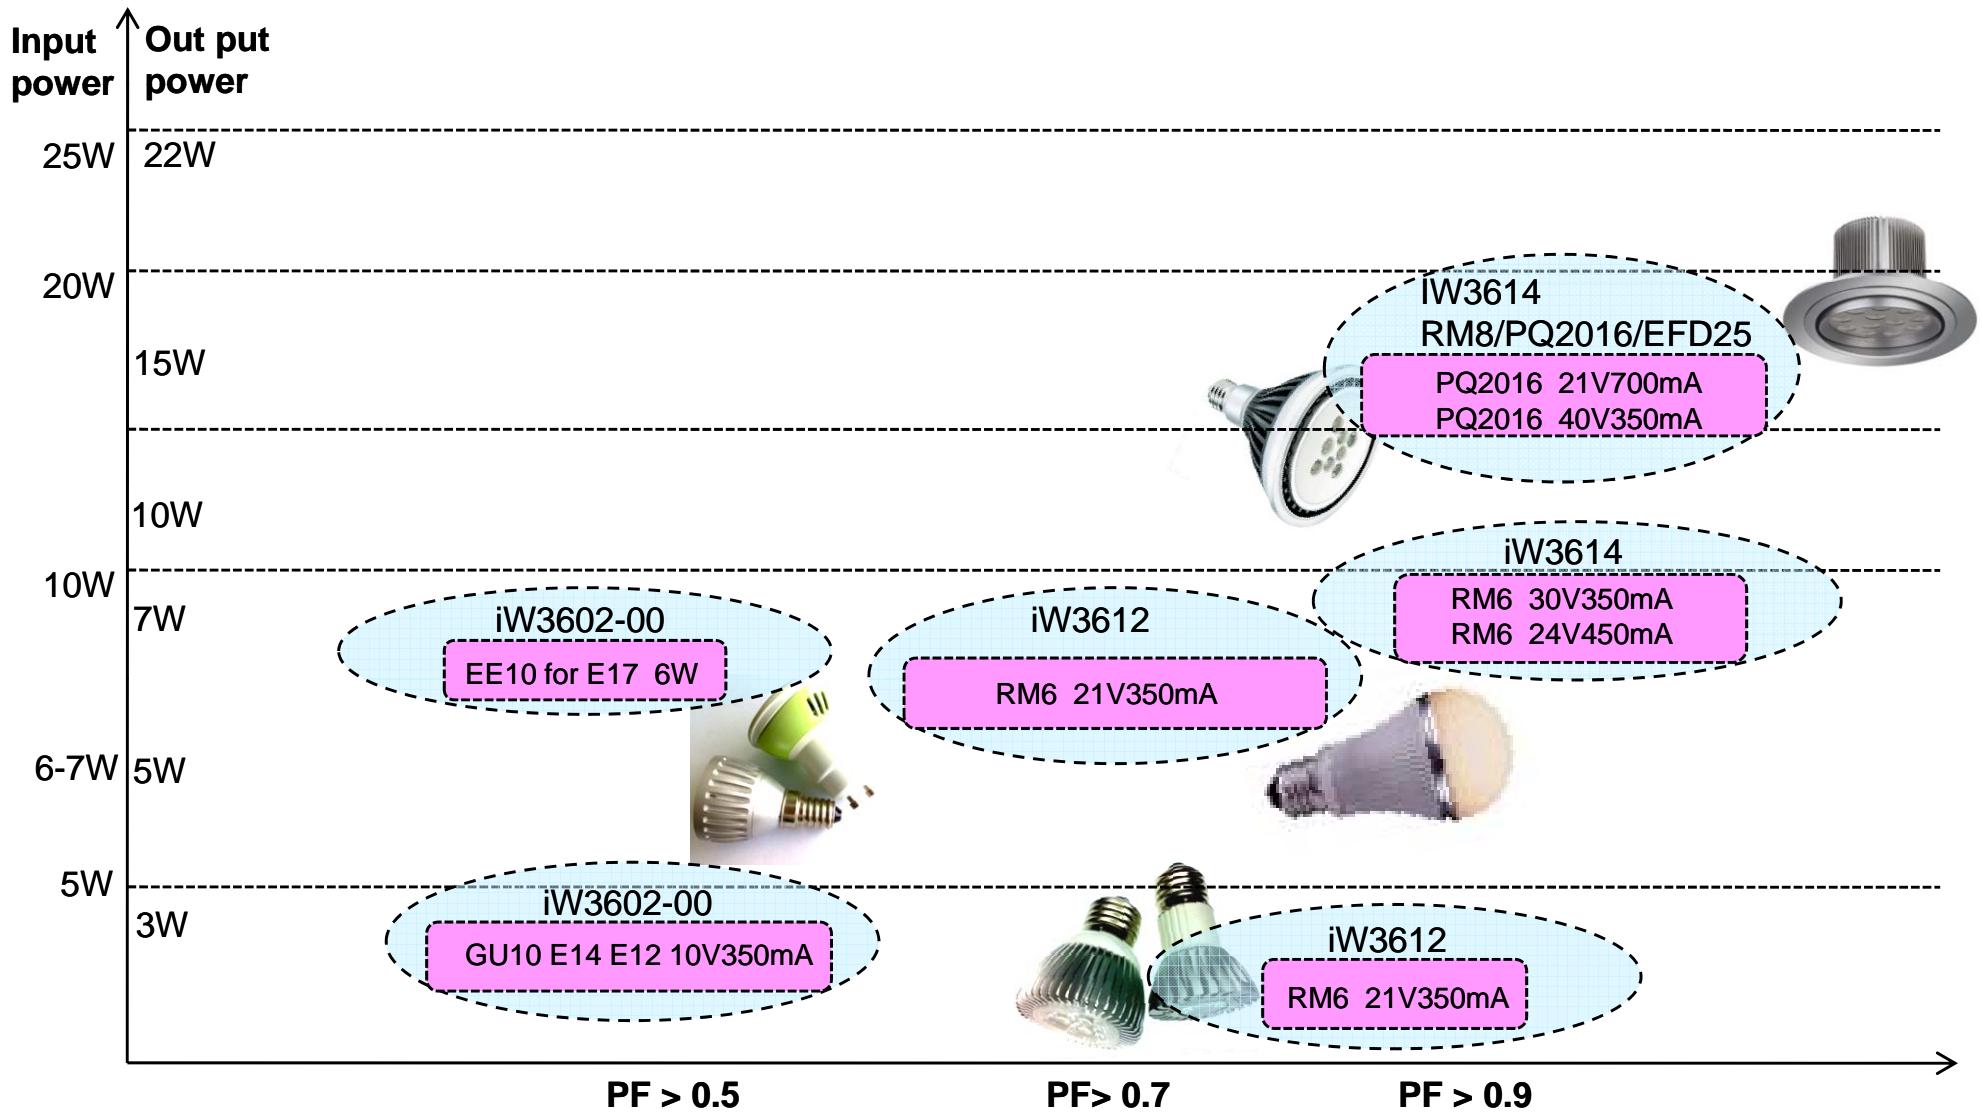 Input
power
Out put
power
25W
22W
20W
IW3614
RM8/PQ2016/EFD25
15W
PQ2016 21V700mA
PQ2016 40V350mA
10W
iW3614
10W
RM6 30V350mA
RM6 24V450mA
7W
iW3602-00
EE10 for E17 6W
iW3612
RM6 21V350mA
6-7W
5W
5W
3W
iW3602-00
GU10 E14 E12 10V350mA
iW3612
RM6 21V350mA
PF > 0.5
PF> 0.7
PF > 0.9